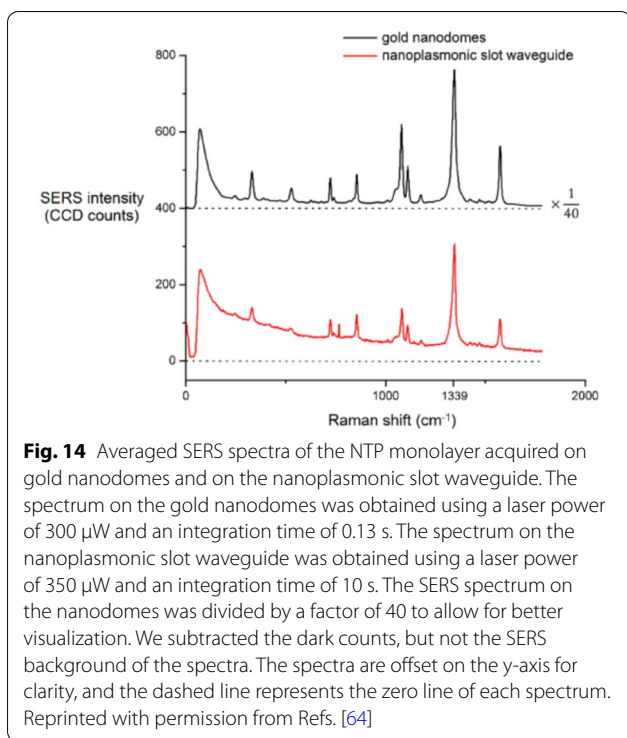 gold nanodomes
nanoplasmonic slot waveguide
800
600
SERS intensity
(CCD counts)
400
× 1/40
200
0
0
1000
1339
2000
Raman shift (cm⁻¹)
Fig. 14 Averaged SERS spectra of the NTP monolayer acquired on
gold nanodomes and on the nanoplasmonic slot waveguide. The
spectrum on the gold nanodomes was obtained using a laser power
of 300 μW and an integration time of 0.13 s. The spectrum on the
nanoplasmonic slot waveguide was obtained using a laser power
of 350 μW and an integration time of 10 s. The SERS spectrum on
the nanodomes was divided by a factor of 40 to allow for better
visualization. We subtracted the dark counts, but not the SERS
background of the spectra. The spectra are offset on the y-axis for
clarity, and the dashed line represents the zero line of each spectrum.
Reprinted with permission from Refs. [64]